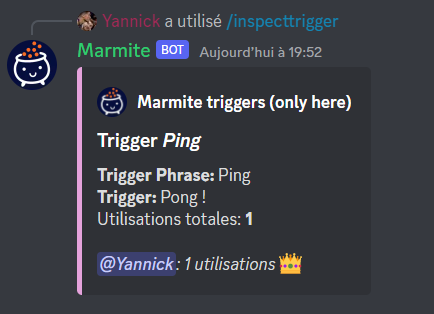 Yannick a utilisé /inspecttrigger
Marmite BOT Aujourd'hui à 19:52
Marmite triggers (only here)
Trigger Ping
Trigger Phrase: Ping
Trigger: Pong !
Utilisations totales: 1
@Yannick: 1 utilisations 👑